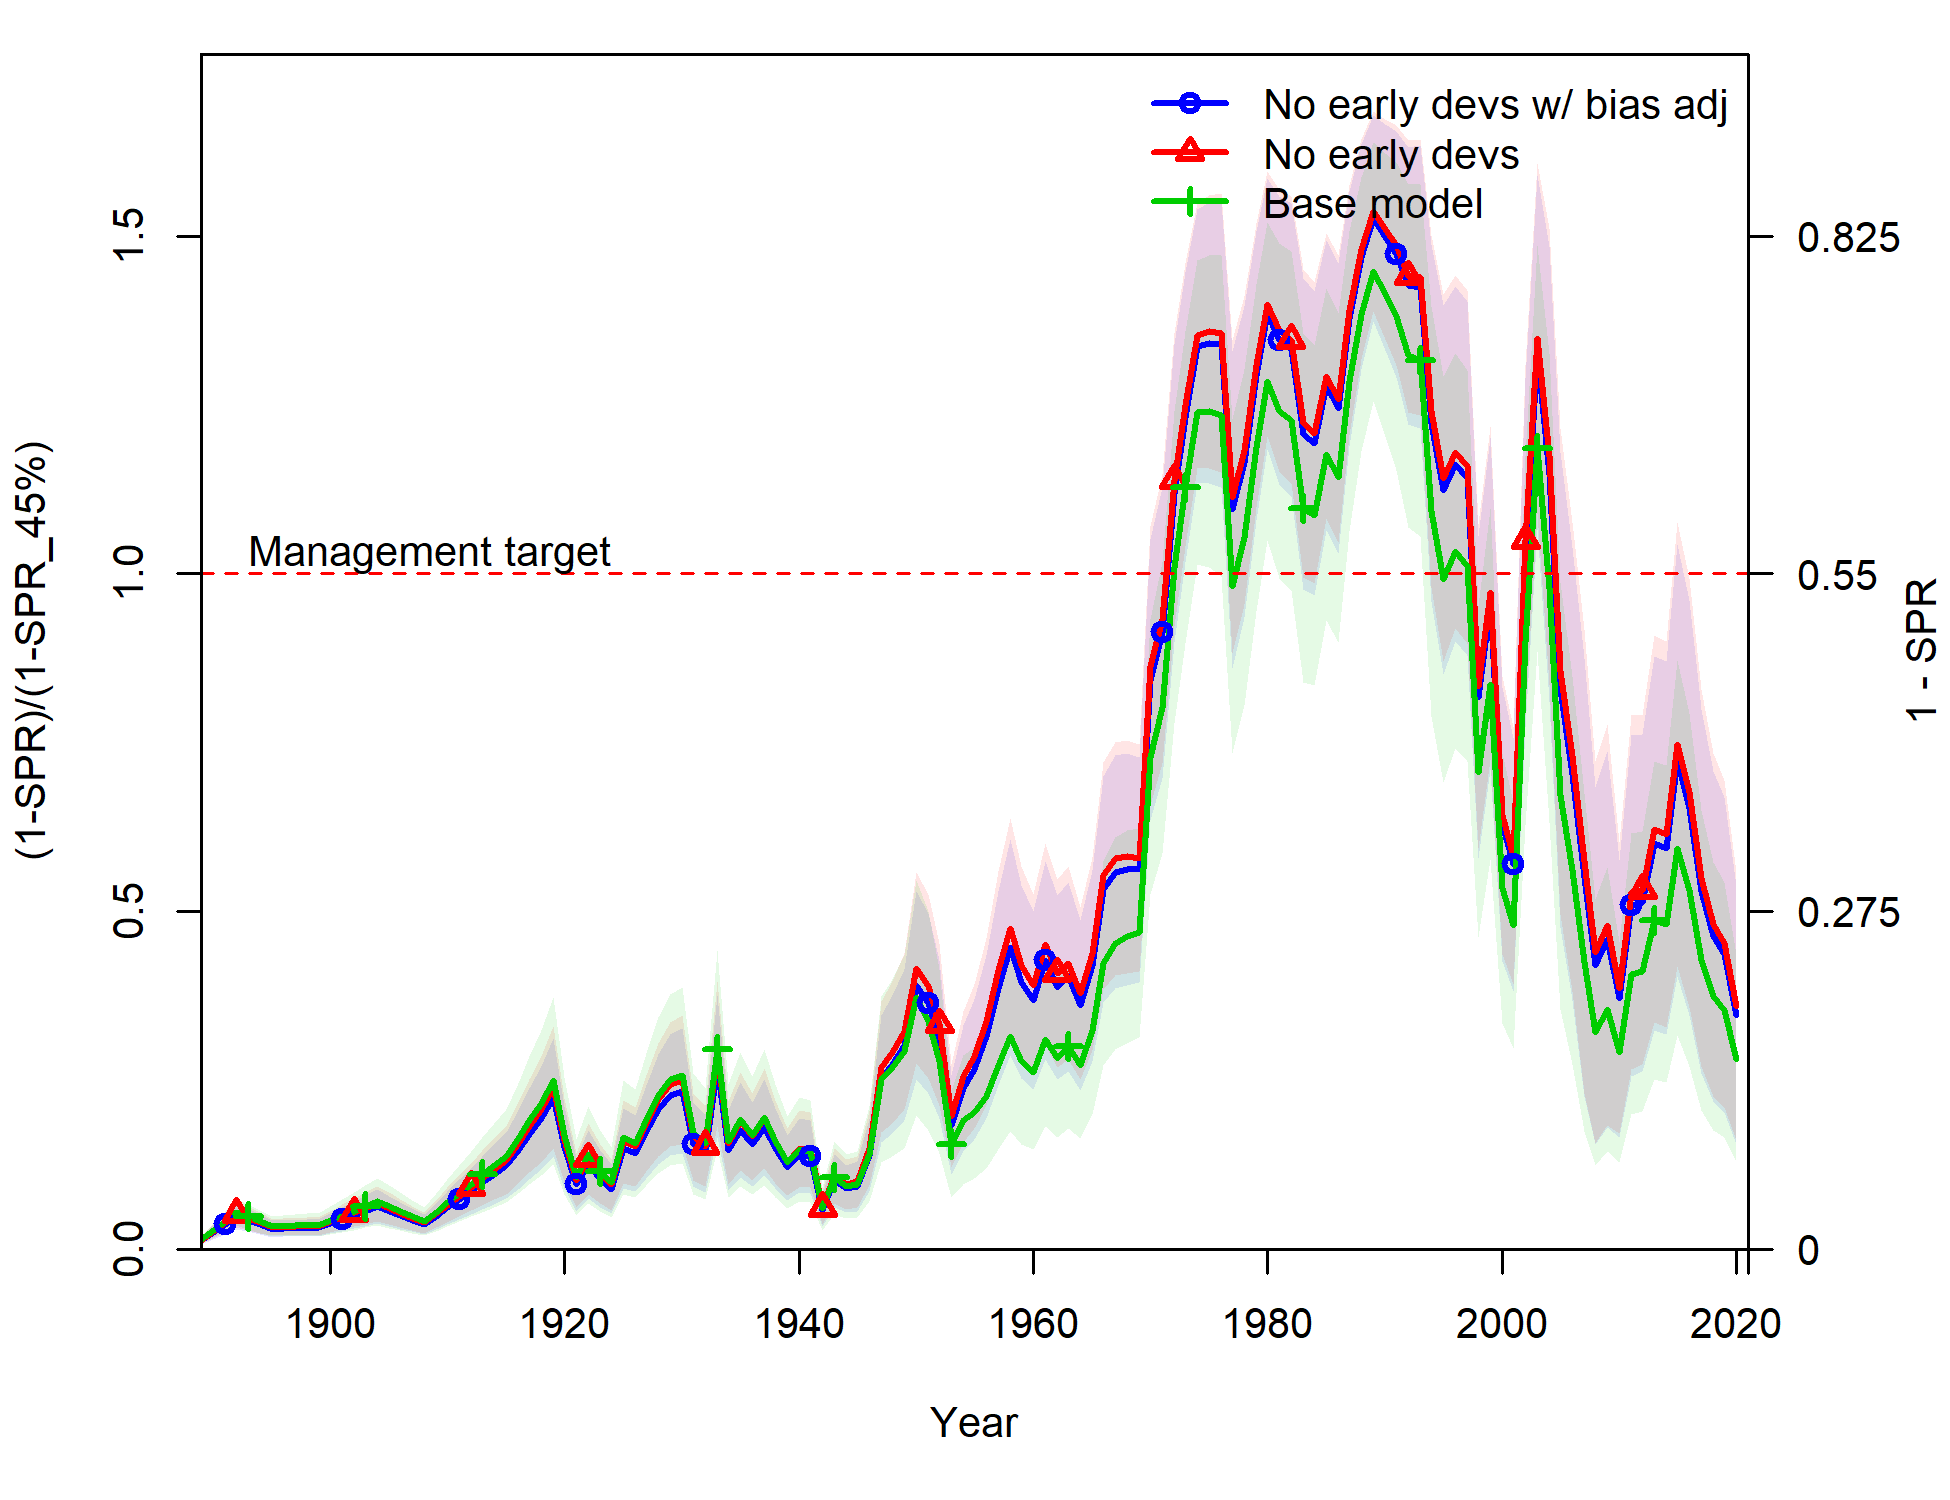 No early devs w/ bias adj
No early devs
Base model
Management target
(1-SPR)/(1-SPR_45%)
0.0
0.5
1.0
1.5
0.825
0.55
0.275
0
1 - SPR
1900
1920
1940
1960
1980
2000
2020
Year